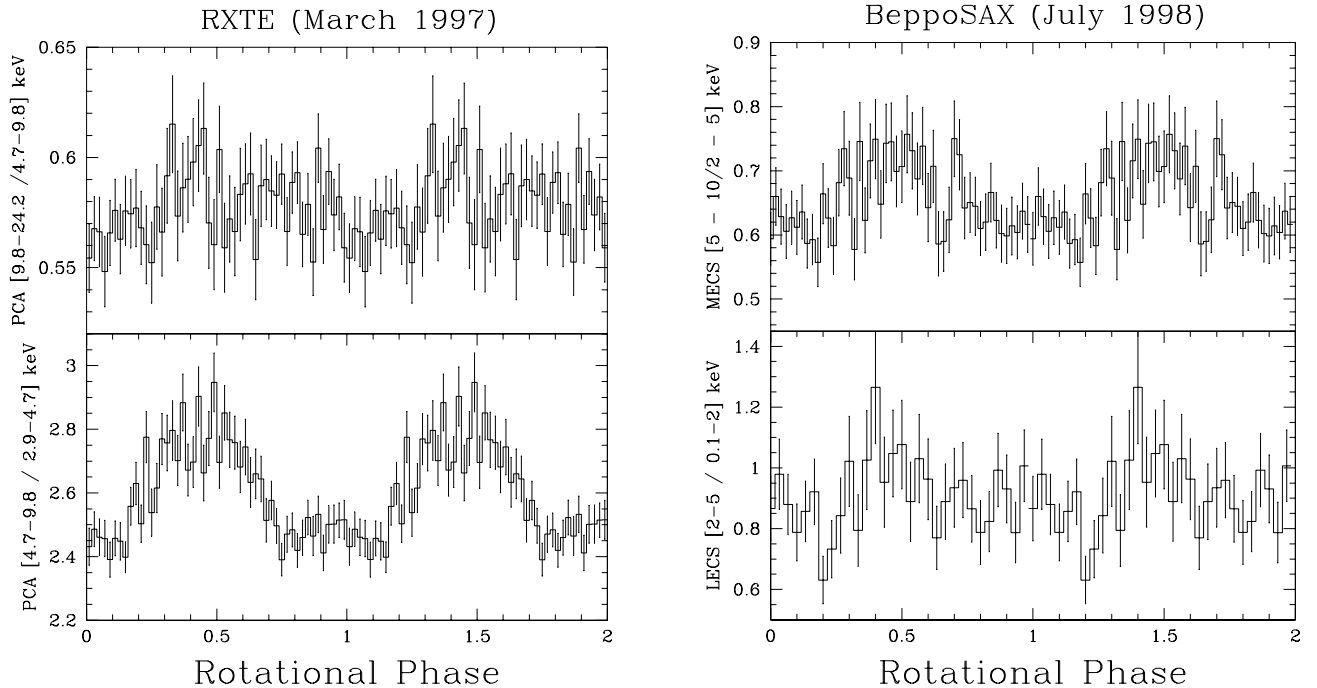 RXTE (March 1997)
PCA [9.8-24.2 /4.7-9.8] keV
0.65
0.6
0.55
PCA [4.7-9.8 / 2.9-4.7] keV
3
2.8
2.6
2.4
2.2
0 0.5 1 1.5 2
Rotational Phase
BeppoSAX (July 1998)
MECS [5 - 10/2 - 5] keV
0.9
0.8
0.7
0.6
0.5
LECS [2-5 / 0.1-2] keV
1.4
1.2
1
0.8
0.6
0 0.5 1 1.5 2
Rotational Phase